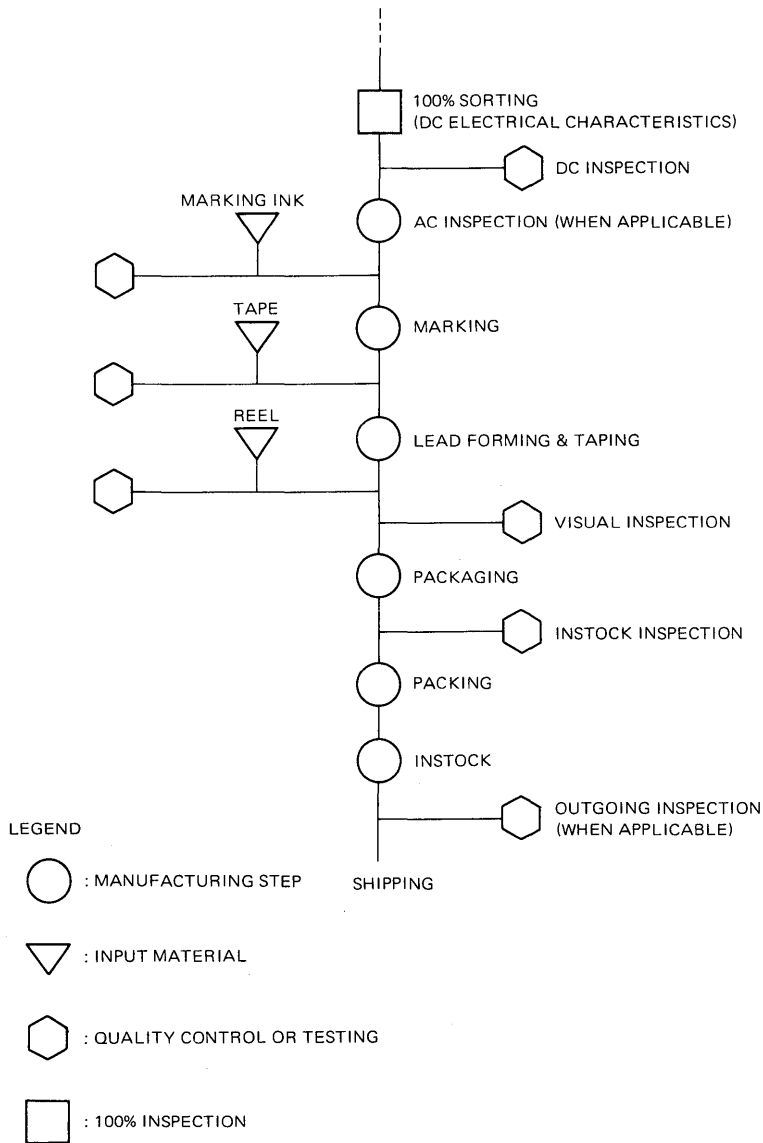 100% SORTING
(DC ELECTRICAL CHARACTERISTICS)
DC INSPECTION
MARKING INK
AC INSPECTION (WHEN APPLICABLE)
TAPE
MARKING
REEL
LEAD FORMING & TAPING
VISUAL INSPECTION
PACKAGING
INSTOCK INSPECTION
PACKING
INSTOCK
OUTGOING INSPECTION
(WHEN APPLICABLE)
SHIPPING
LEGEND
: MANUFACTURING STEP
: INPUT MATERIAL
: QUALITY CONTROL OR TESTING
: 100% INSPECTION